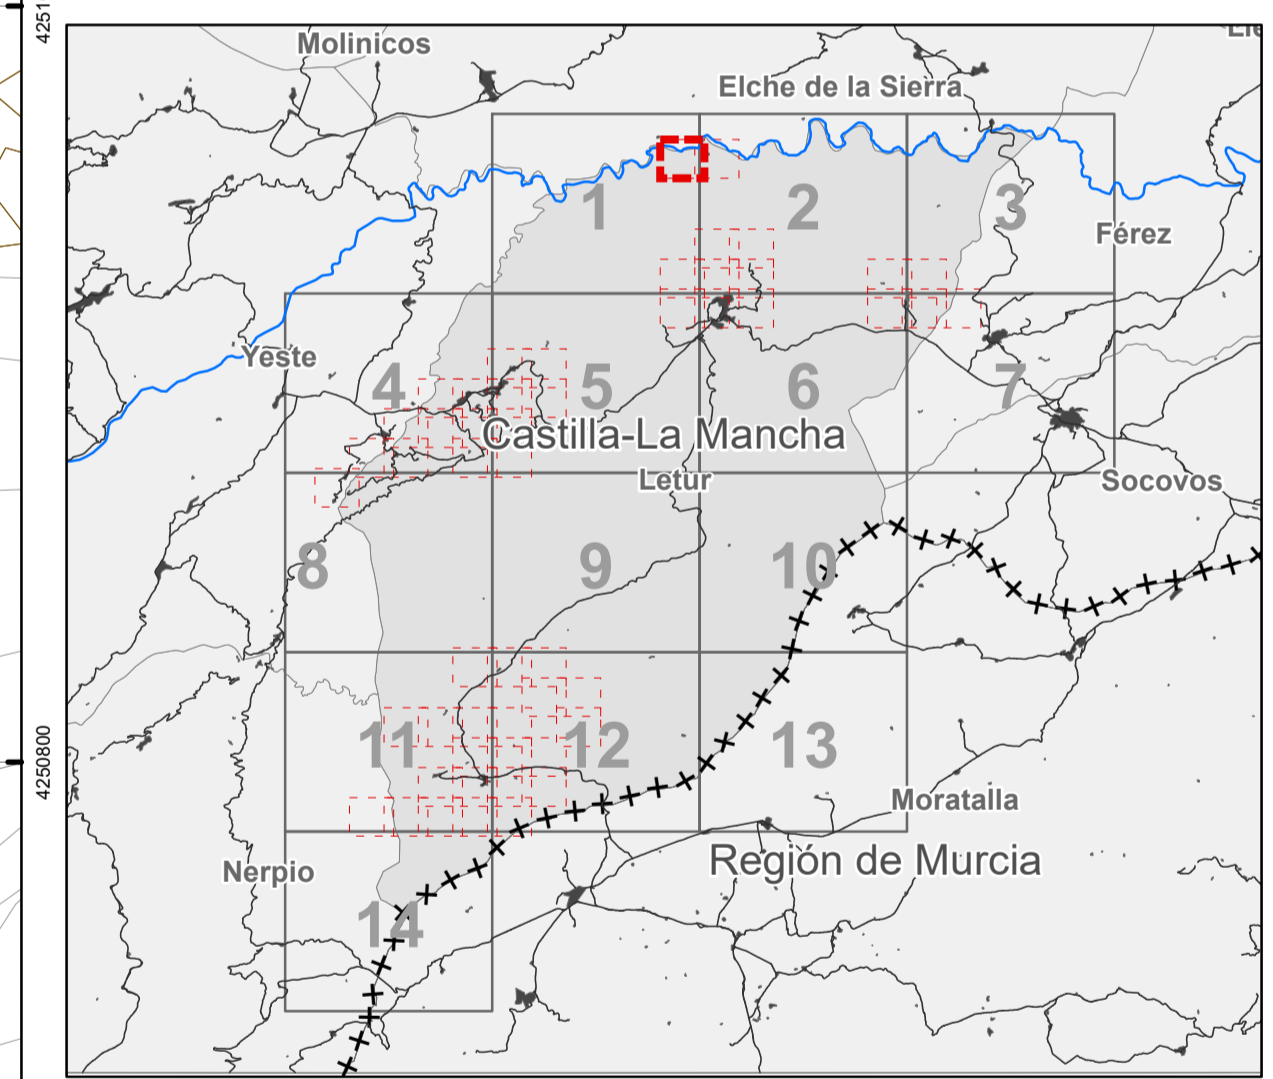 4251
Molinicos
Elche de la Sierra
1
2
3
Férez
Yeste
4
5
6
7
Castilla-La Mancha
Letur
Socovos
8
9
10
11
12
13
4250800
Moratalla
Región de Murcia
Nerpio
14